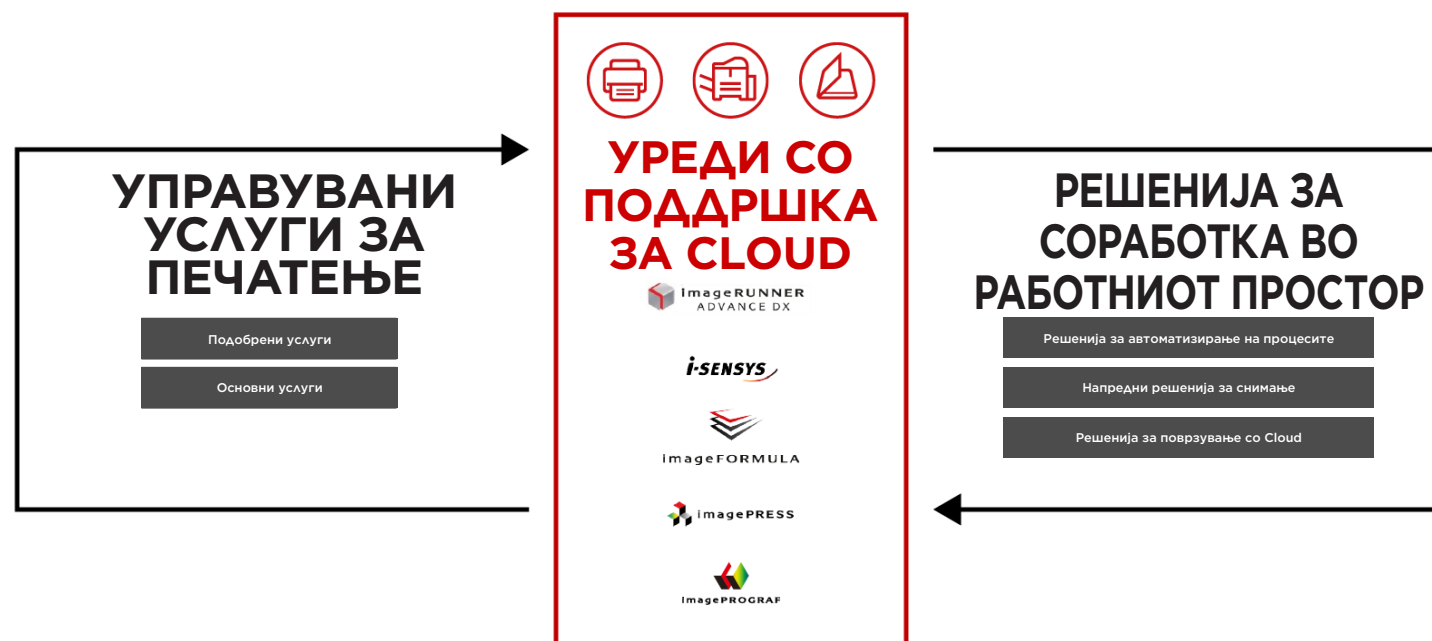 УПРАВУВАНИ
УСЛУГИ ЗА
ПЕЧАТЕЊЕ
Подобрени услуги
Основни услуги
УРЕДИ СО
ПОДДРШКА
ЗА CLOUD
imageRUNNER
ADVANCE DX
i-SENSYS
imageFORMULA
imagePRESS
imagePROGRAF
РЕШЕНИЈА ЗА
СОРАБОТКА ВО
РАБОТНИОТ ПРОСТОР
Решенија за автоматизирање на процесите
Напредни решенија за снимање
Решенија за поврзување со Cloud